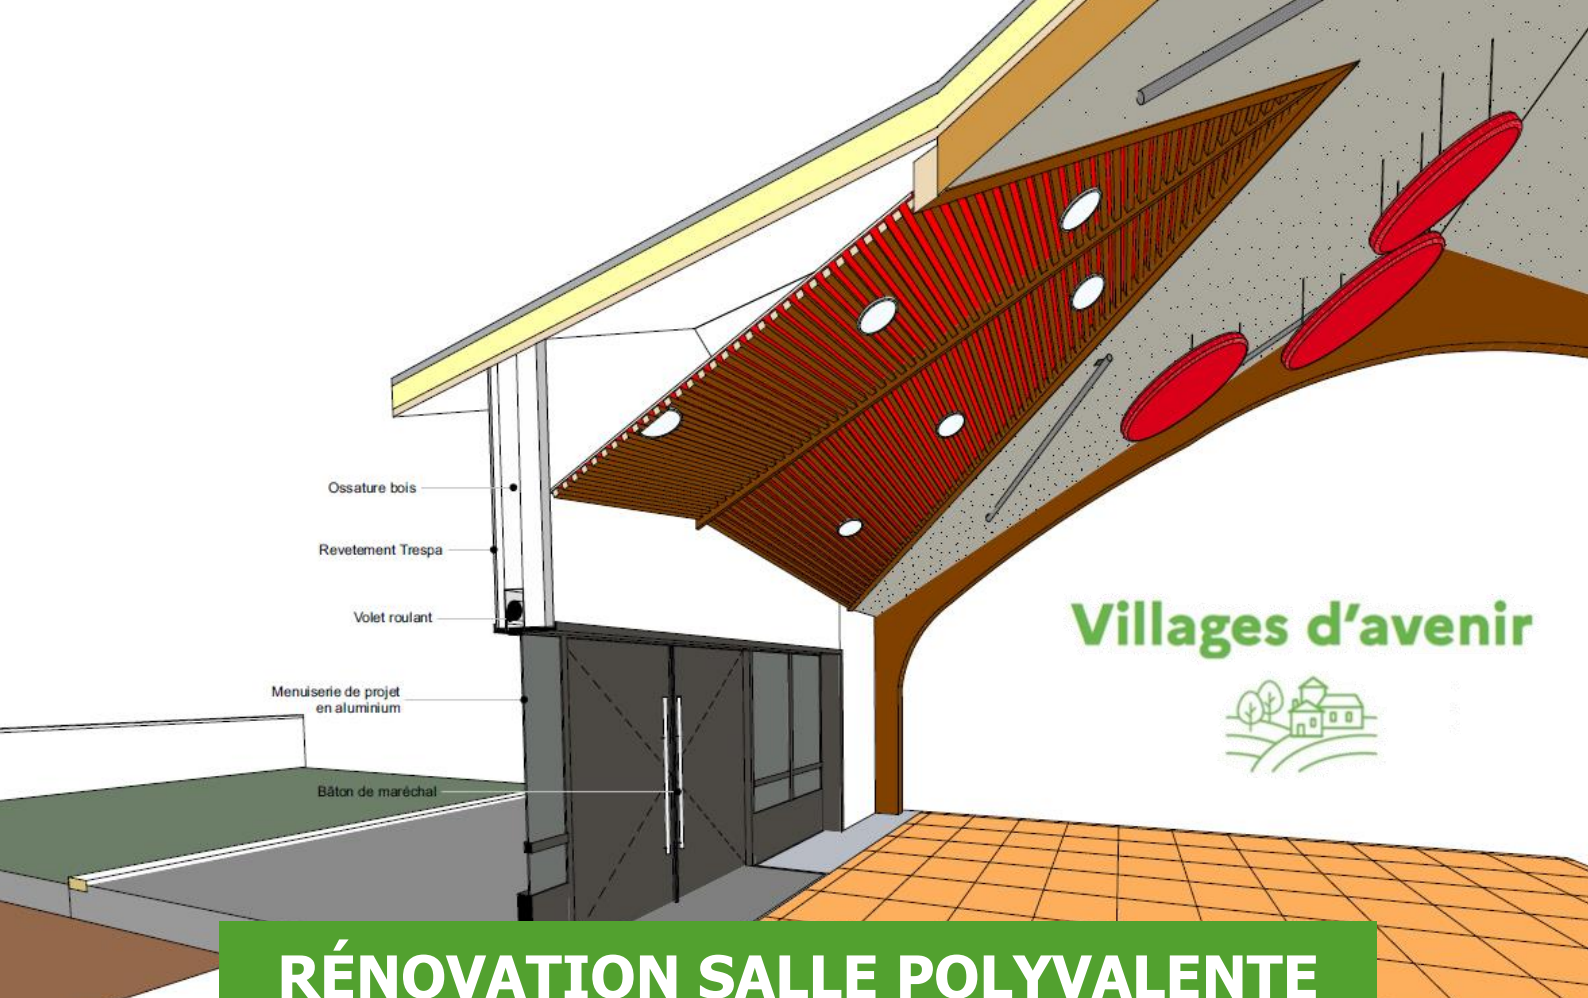 Ossature bois
Revetement Trespa
Volet roulant
Menuiserie de projet
en aluminium
Bâton de maréchal
Villages d'avenir
RÉNOVATION SALLE POLYVALENTE